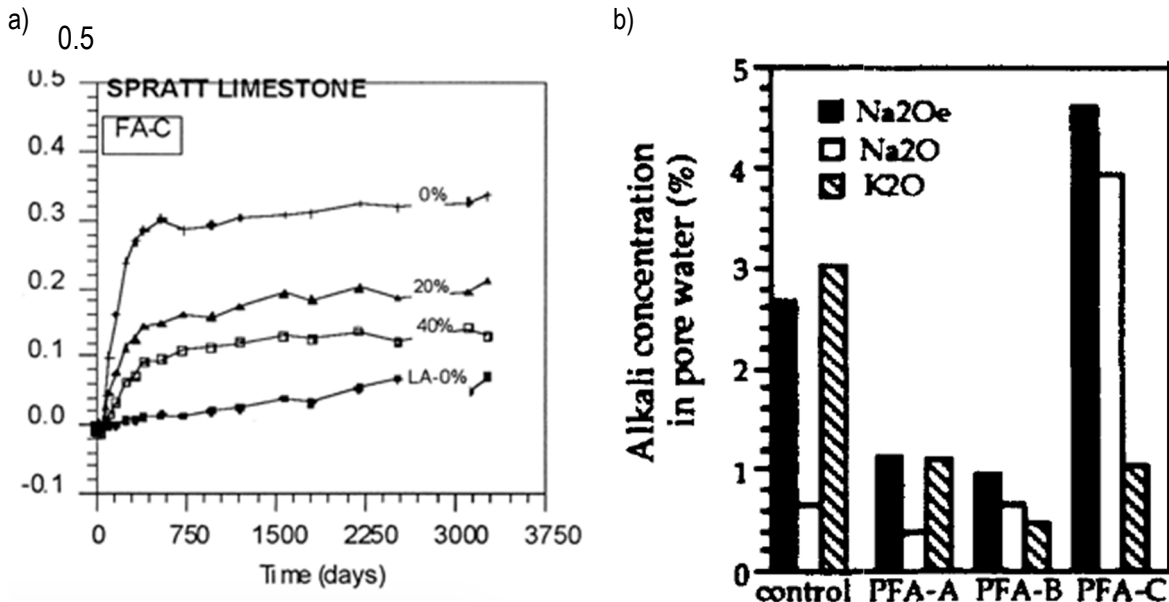 a)
0.5
0.5
SPRATT LIMESTONE
FA-C
0.4
0.3
0%
0.2
20%
0.1
40%
LA-0%
0.0
-0.1
0 750 1500 2250 3000 3750
Time (days)
b)
Alkali concentration
in pore water (%)
5
4
3
2
1
0
Na2Oe
Na2O
K2O
control PFA-A PFA-B PFA-C